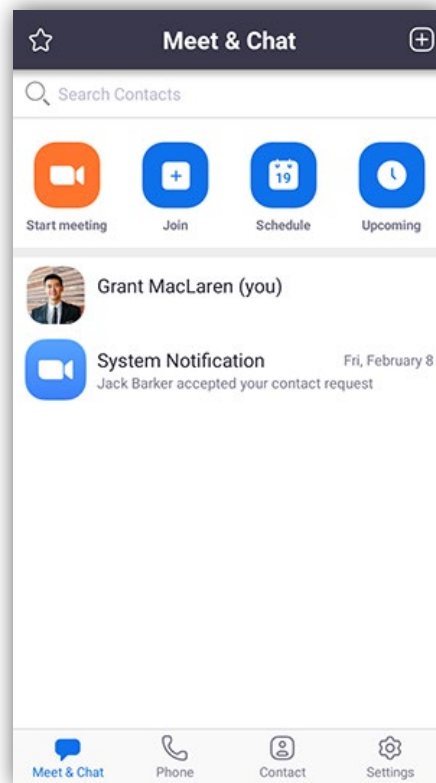 Meet & Chat
Search Contacts
19
Start meeting Join Schedule Upcoming
Grant MacLaren (you)
System Notification Fri, February 8
Jack Barker accepted your contact request
Meet & Chat Phone Contact Settings